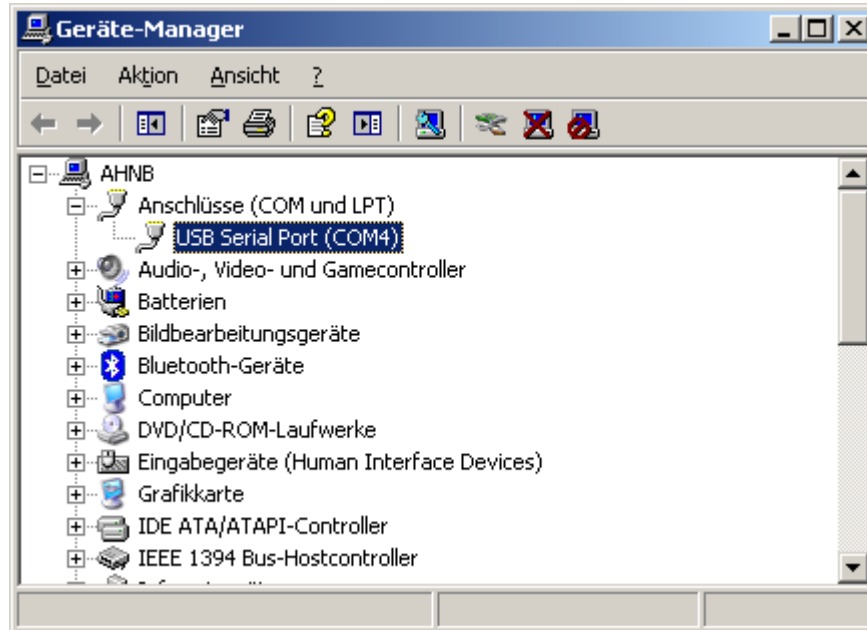 Geräte-Manager
Datei Aktion Ansicht ?
AHNB
Anschlüsse (COM und LPT)
USB Serial Port (COM4)
Audio-, Video- und Gamecontroller
Batterien
Bildbearbeitungsgeräte
Bluetooth-Geräte
Computer
DVD/CD-ROM-Laufwerke
Eingabegeräte (Human Interface Devices)
Grafikkarte
IDE ATA/ATAPI-Controller
IEEE 1394 Bus-Hostcontroller